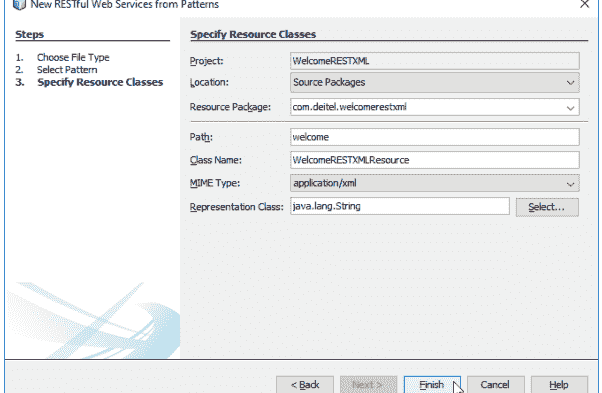 New RESTful Web Services from Patterns
Steps
1. Choose File Type
2. Select Pattern
3. Specify Resource Classes
Specify Resource Classes
Project: WelcomeRESTXML
Location: Source Packages
Resource Package: com.deitel.welcomerestxml
Path: welcome
Class Name: WelcomeRESTXMLResource
MIME Type: application/xml
Representation Class: java.lang.String Select...
< Back Next > Finish Cancel Help